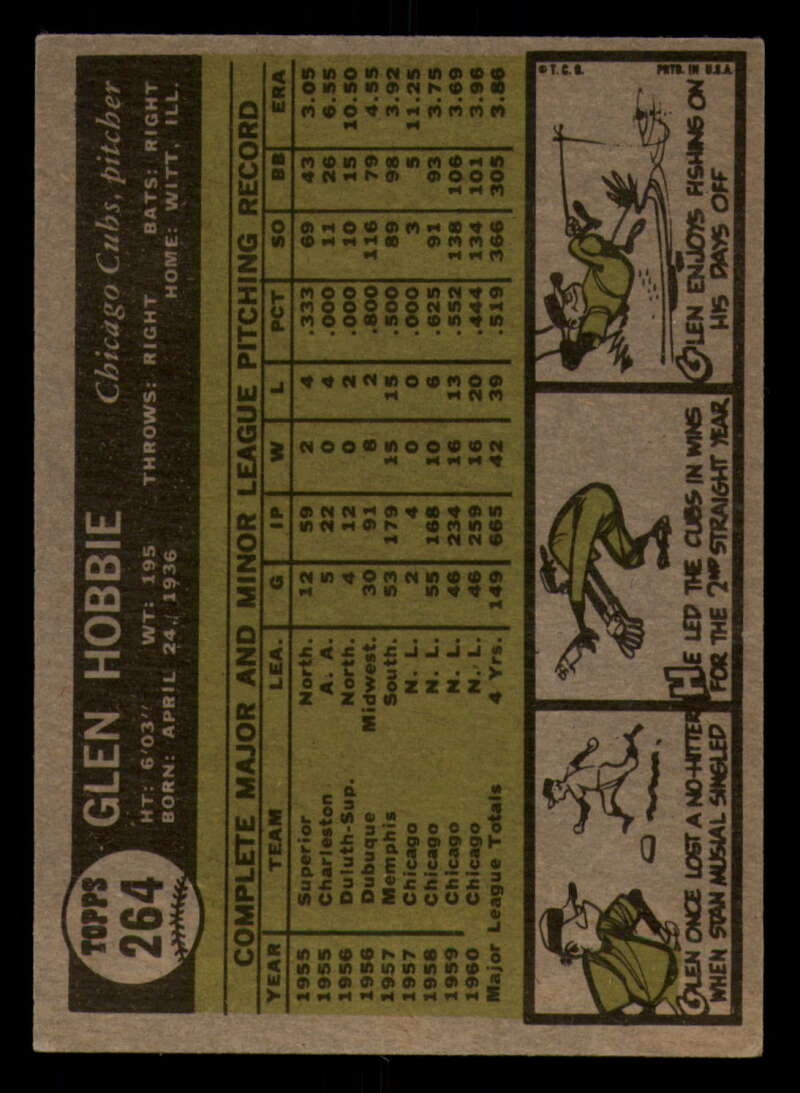 TOPPS
264
GLEN HOBBIE
Chicago Cubs, pitcher
HT: 6'03" WT: 195 THROWS: RIGHT BATS: RIGHT
BORN: APRIL 24, 1936 HOME: WITT, ILL.
COMPLETE MAJOR AND MINOR LEAGUE PITCHING RECORD
YEAR TEAM LEA. G IP W L PCT SO BB ERA
1955 Superior North. 12 59 2 4 .333 69 43 3.05
1955 Charleston A. A. 5 22 0 4 .000 11 26 6.55
1956 Duluth-Sup. North. 4 12 0 2 .000 10 15 10.50
1956 Dubuque Midwest. 30 91 8 2 .800 116 79 4.55
1957 Memphis South. 53 179 15 15 .500 89 98 3.92
1957 Chicago N. L. 2 4 0 0 .000 3 5 11.25
1958 Chicago N. L. 55 168 10 6 .625 91 93 3.75
1959 Chicago N. L. 46 234 16 13 .552 138 106 3.69
1960 Chicago N. L. 46 259 16 20 .444 134 101 3.96
Major League Totals 4 Yrs. 149 665 42 39 .519 366 305 3.86
GLEN ONCE LOST A NO-HITTER
WHEN STAN MUSIAL SINGLED
HE LED THE CUBS IN WINS
FOR THE 2ND STRAIGHT YEAR
© T. C. G. PRTD. IN U.S.A.
GLEN ENJOYS FISHING ON
HIS DAYS OFF